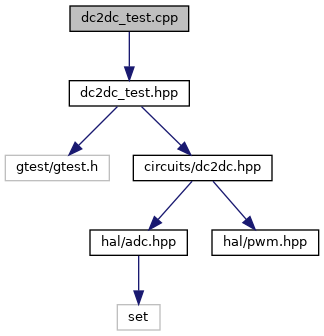 dc2dc_test.cpp
dc2dc_test.hpp
gtest/gtest.h
circuits/dc2dc.hpp
hal/adc.hpp
hal/pwm.hpp
set